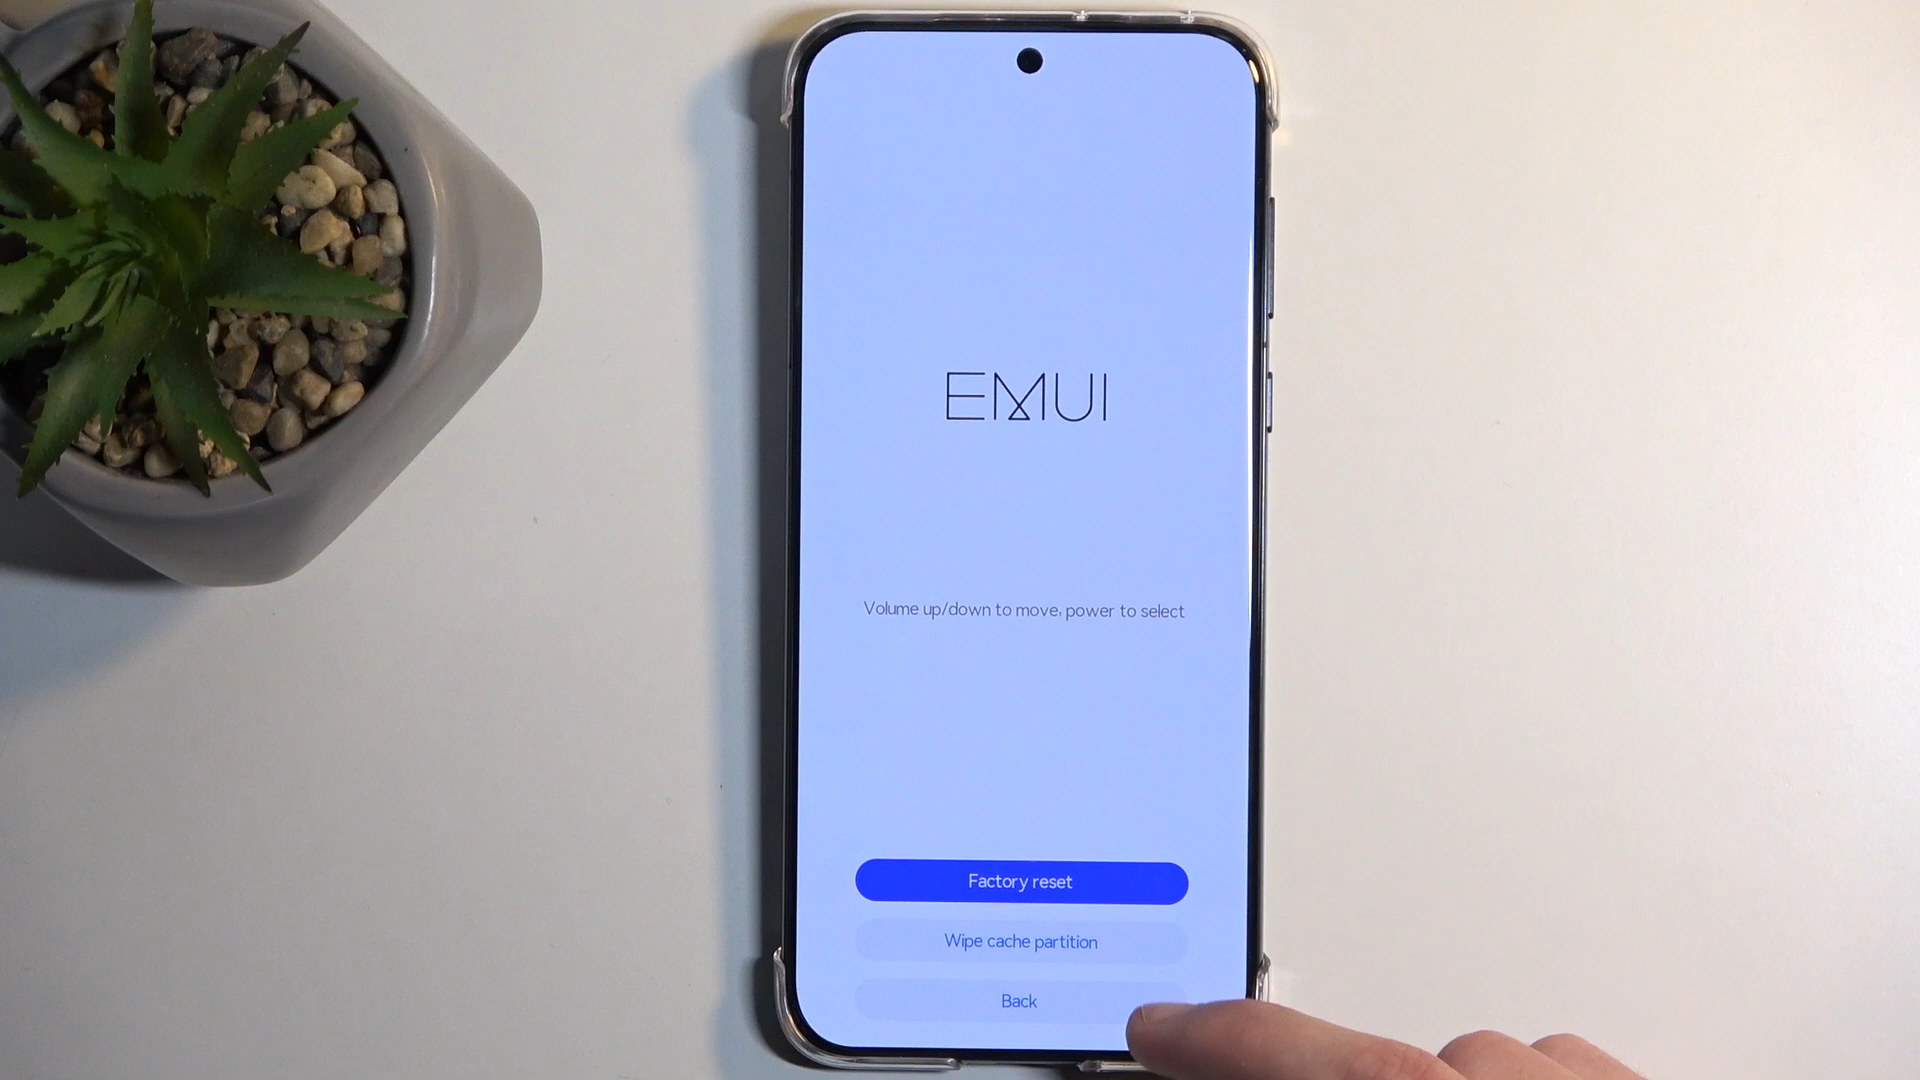 EMUI
Volume up/down to move, power to select
Factory reset
Wipe cache partition
Back